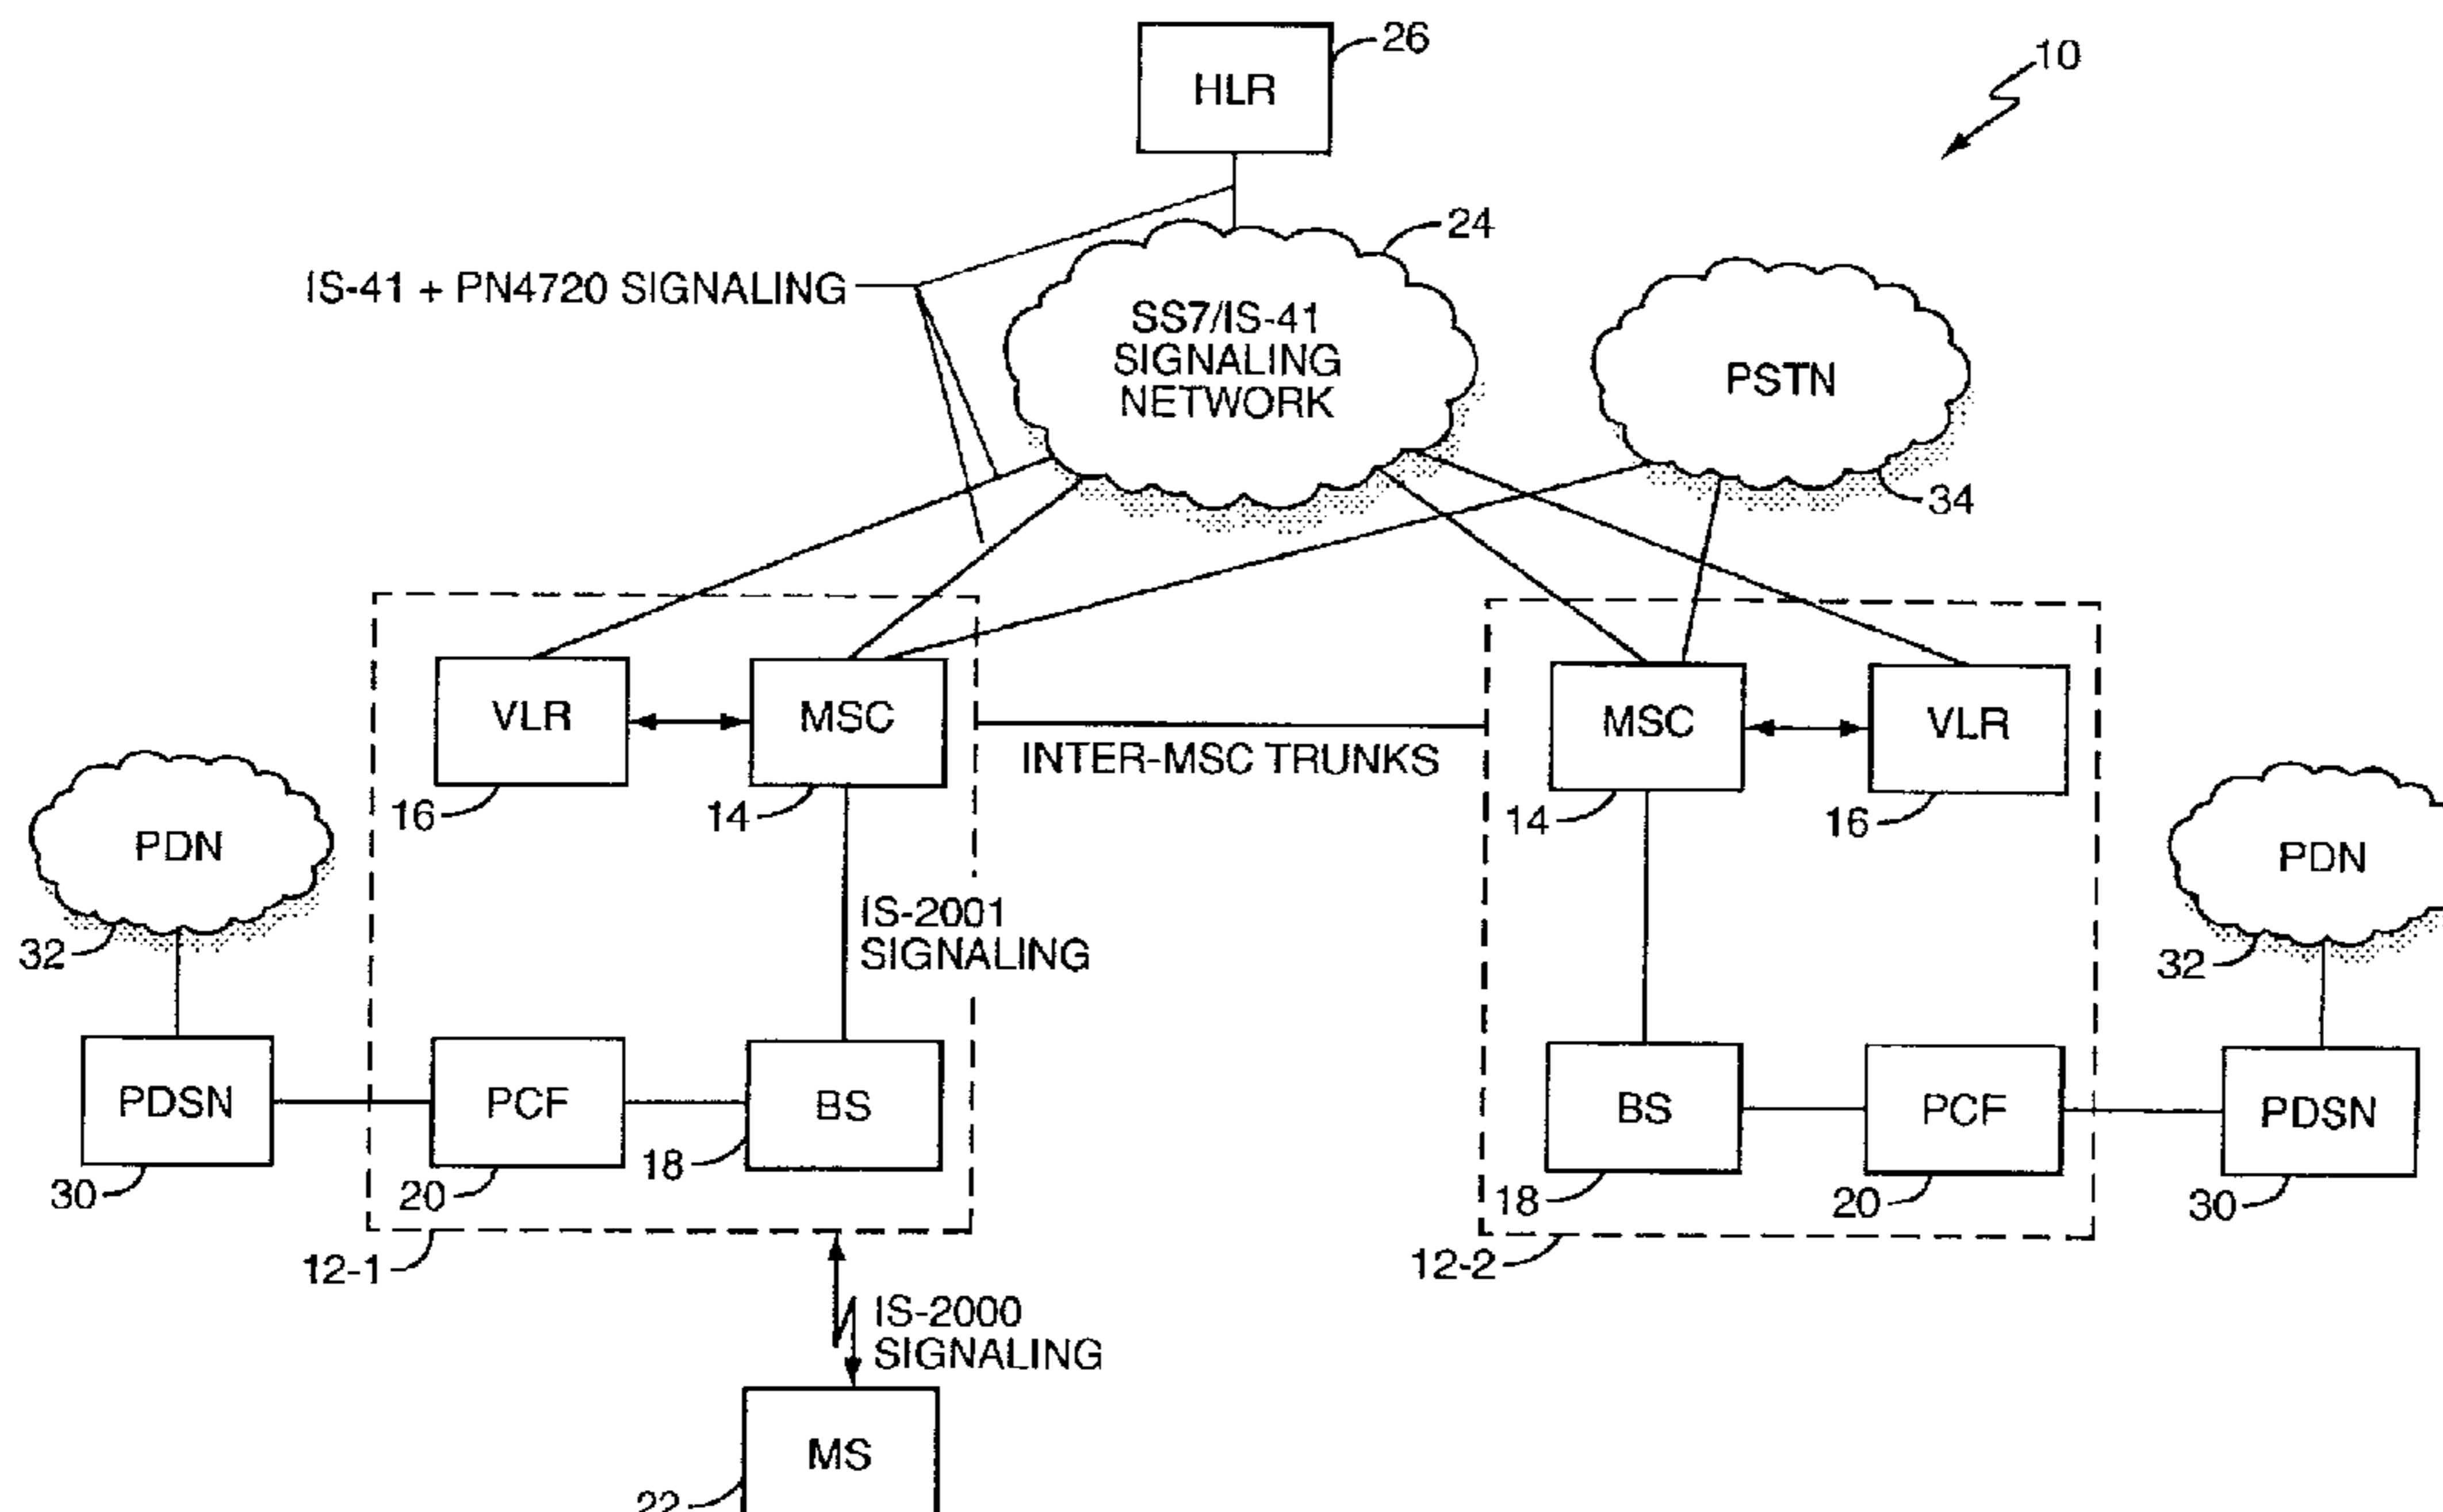 HLR
26
10
24
IS-41 + PN4720 SIGNALING
SS7/IS-41
SIGNALING
NETWORK
PSTN
34
VLR
MSC
INTER-MSC TRUNKS
MSC
VLR
16
14
14
16
PDN
PDN
IS-2001
SIGNALING
32
32
PDSN
PCF
BS
BS
PCF
PDSN
30
20
18
18
20
30
12-1
12-2
IS-2000
SIGNALING
MS
22